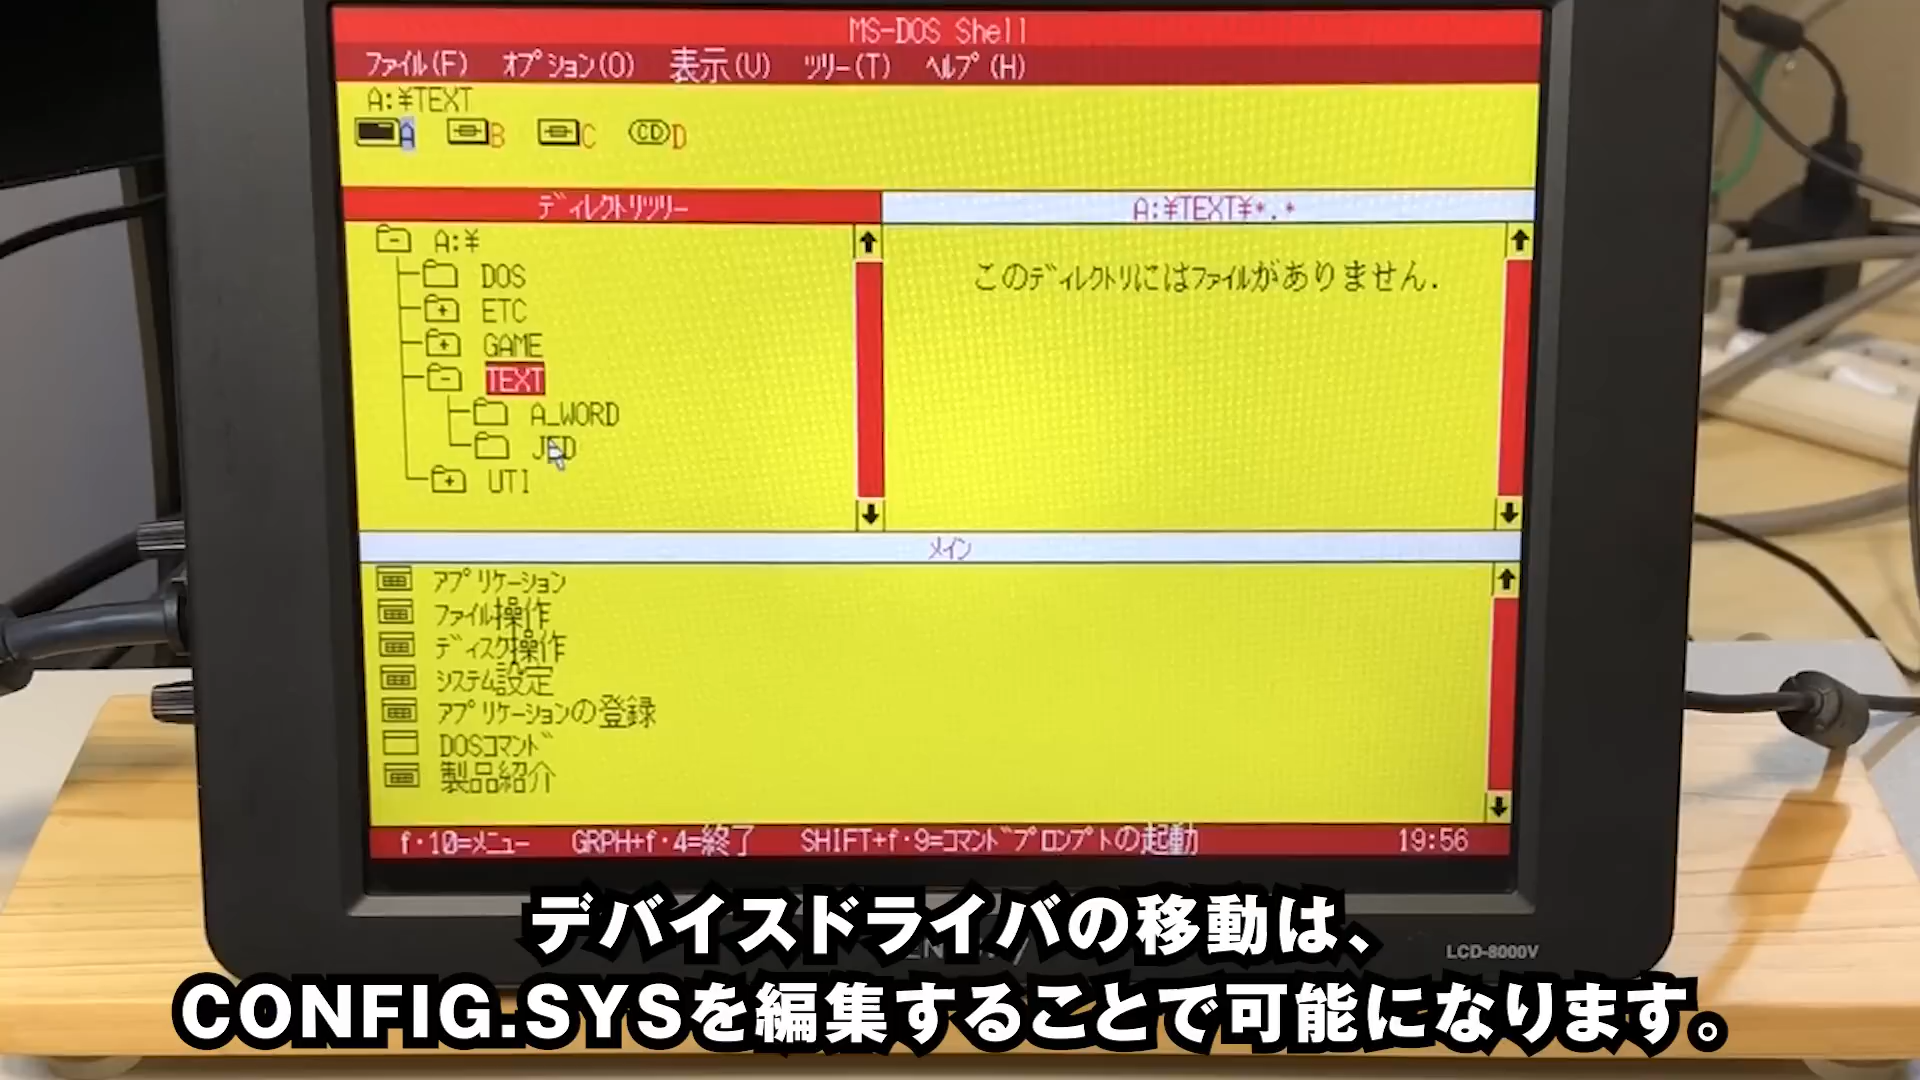 MS-DOS Shell
ファイル(F) オプション(O) 表示(V) ツリー(T) ヘルプ(H)
A:¥TEXT
A B C CD D
ディレクトリツリー
A:¥TEXT¥*.*
A:¥
DOS
ETC
GAME
TEXT
A_WORD
UTI
このディレクトリにはファイルがありません.
メイン
アプリケーション
ファイル操作
ディスク操作
システム設定
アプリケーションの登録
DOSコマンド
製品紹介
f・10=メニュー GRPH+f・4=終了 SHIFT+f・9=コマンドプロンプトの起動 19:56
LCD-8000V
デバイスドライバの移動は、
CONFIG.SYSを編集することで可能になります。